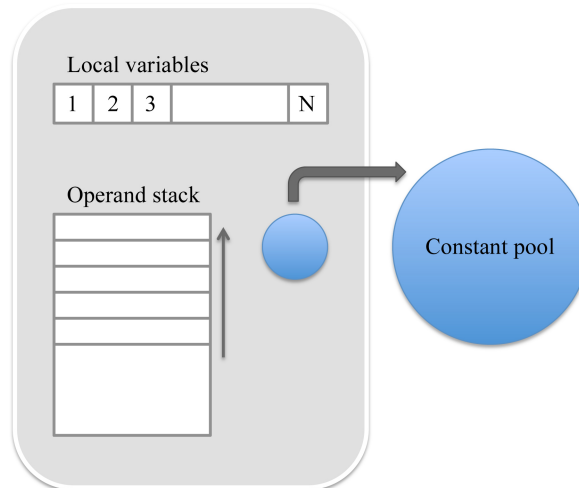 Local variables
1 2 3 N
Operand stack
Constant pool